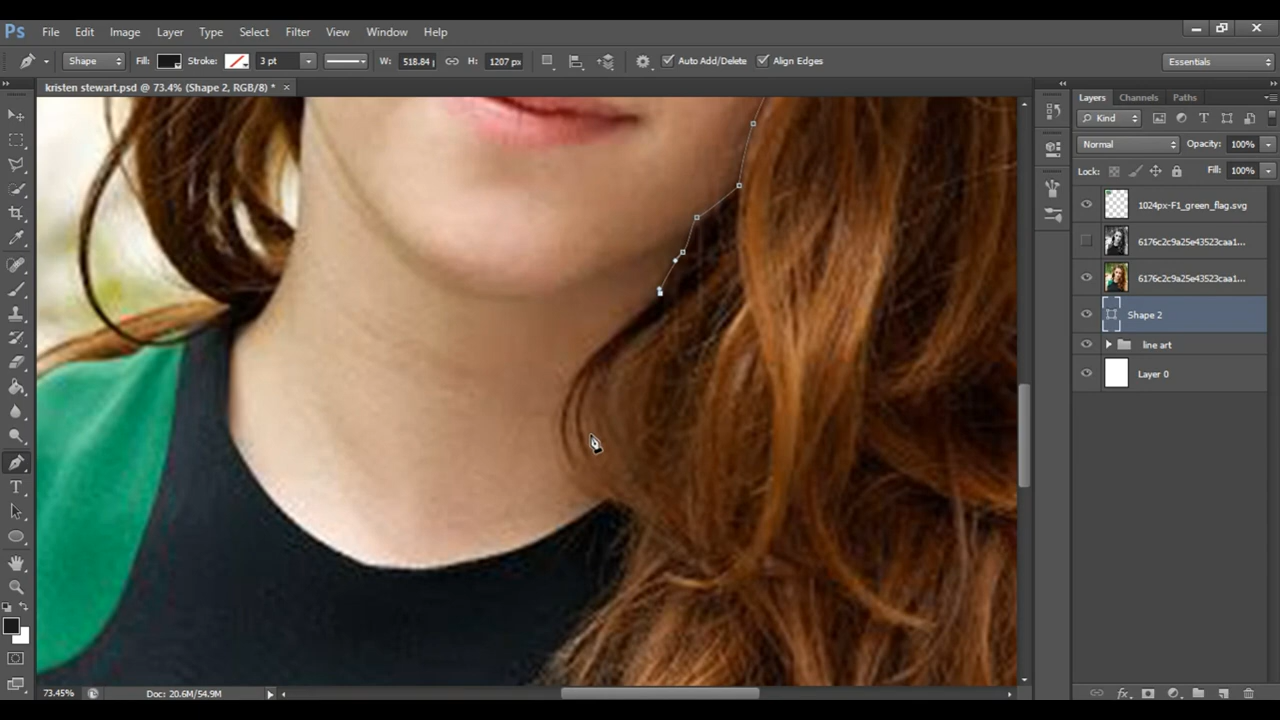 Ps File Edit Image Layer Type Select Filter View Window Help
Shape Fill: Stroke: 3 pt W: 518.84 H: 1207 px Auto Add/Delete Align Edges Essentials
kristen stewart.psd @ 73.4% (Shape 2, RGB/8) * ×
Layers Channels Paths
Kind
Normal Opacity: 100%
Lock: Fill: 100%
1024px-F1_green_flag.svg
6176c2c9a25e43523caa1...
6176c2c9a25e43523caa1...
Shape 2
line art
Layer 0
T
73.45% Doc: 20.6M/54.9M
fx